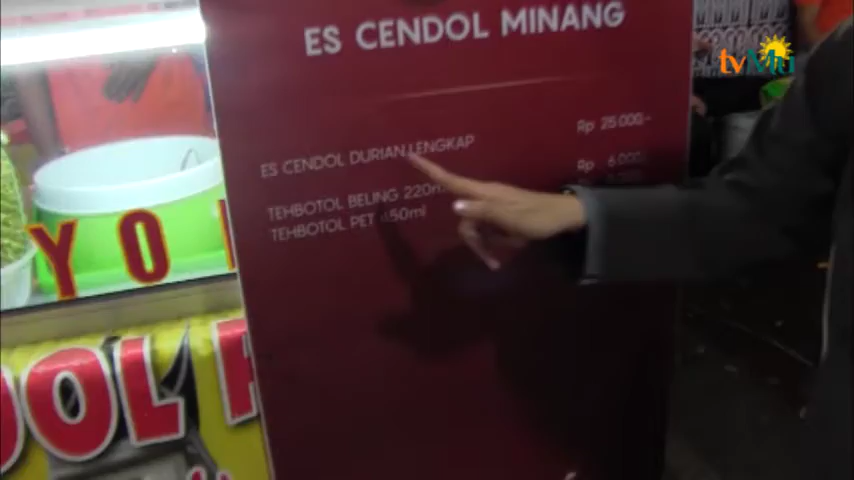 ES CENDOL MINANG
tvMu
ES CENDOL DURIAN LENGKAP Rp 25.000,-
TEHBOTOL BELING 220ml Rp 6.000
TEHBOTOL PET 450ml
YO